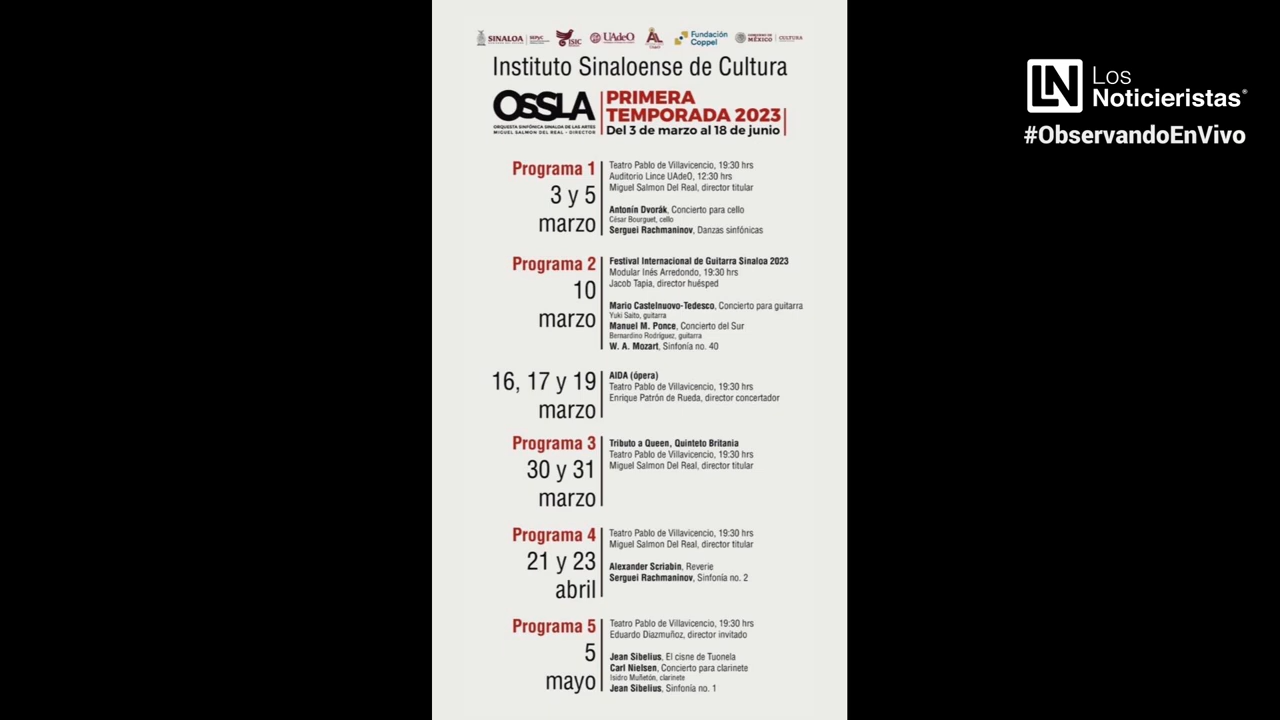 SINALOA
SEPyC
ISIC
UAdeO
Fundación
Coppel
GOBIERNO DE
MÉXICO
CULTURA
Instituto Sinaloense de Cultura
OSSLA
ORQUESTA SINFÓNICA SINALOA DE LAS ARTES
MIGUEL SALMON DEL REAL - DIRECTOR
PRIMERA
TEMPORADA 2023
Del 3 de marzo al 18 de junio
Programa 1
3 y 5
marzo
Teatro Pablo de Villavicencio, 19:30 hrs
Auditorio Lince UAdeO, 12:30 hrs
Miguel Salmon Del Real, director titular
Antonín Dvorák, Concierto para cello
César Bourguet, cello
Serguei Rachmaninov, Danzas sinfónicas
Programa 2
10
marzo
Festival Internacional de Guitarra Sinaloa 2023
Modular Inés Arredondo, 19:30 hrs
Jacob Tapia, director huésped
Mario Castelnuovo-Tedesco, Concierto para guitarra
Yuki Saito, guitarra
Manuel M. Ponce, Concierto del Sur
Bernardino Rodríguez, guitarra
W. A. Mozart, Sinfonía no. 40
16, 17 y 19
marzo
AIDA (ópera)
Teatro Pablo de Villavicencio, 19:30 hrs
Enrique Patrón de Rueda, director concertador
Programa 3
30 y 31
marzo
Tributo a Queen, Quinteto Britania
Teatro Pablo de Villavicencio, 19:30 hrs
Miguel Salmon Del Real, director titular
Programa 4
21 y 23
abril
Teatro Pablo de Villavicencio, 19:30 hrs
Miguel Salmon Del Real, director titular
Alexander Scriabin, Reverie
Serguei Rachmaninov, Sinfonía no. 2
Programa 5
5
mayo
Teatro Pablo de Villavicencio, 19:30 hrs
Eduardo Diazmuñoz, director invitado
Jean Sibelius, El cisne de Tuonela
Carl Nielsen, Concierto para clarinete
Isidro Muñetón, clarinete
Jean Sibelius, Sinfonía no. 1
LN Los
Noticieristas®
#ObservandoEnVivo